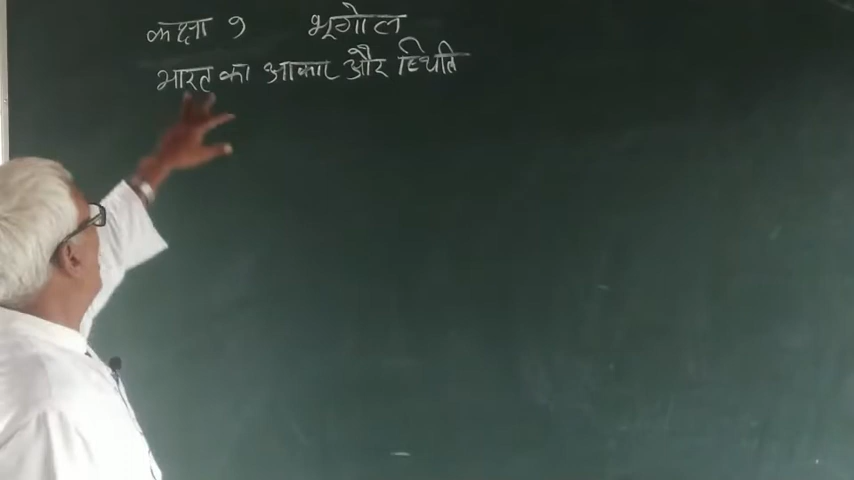 कक्षा 9 भूगोल
भारत का आकार और स्थिति